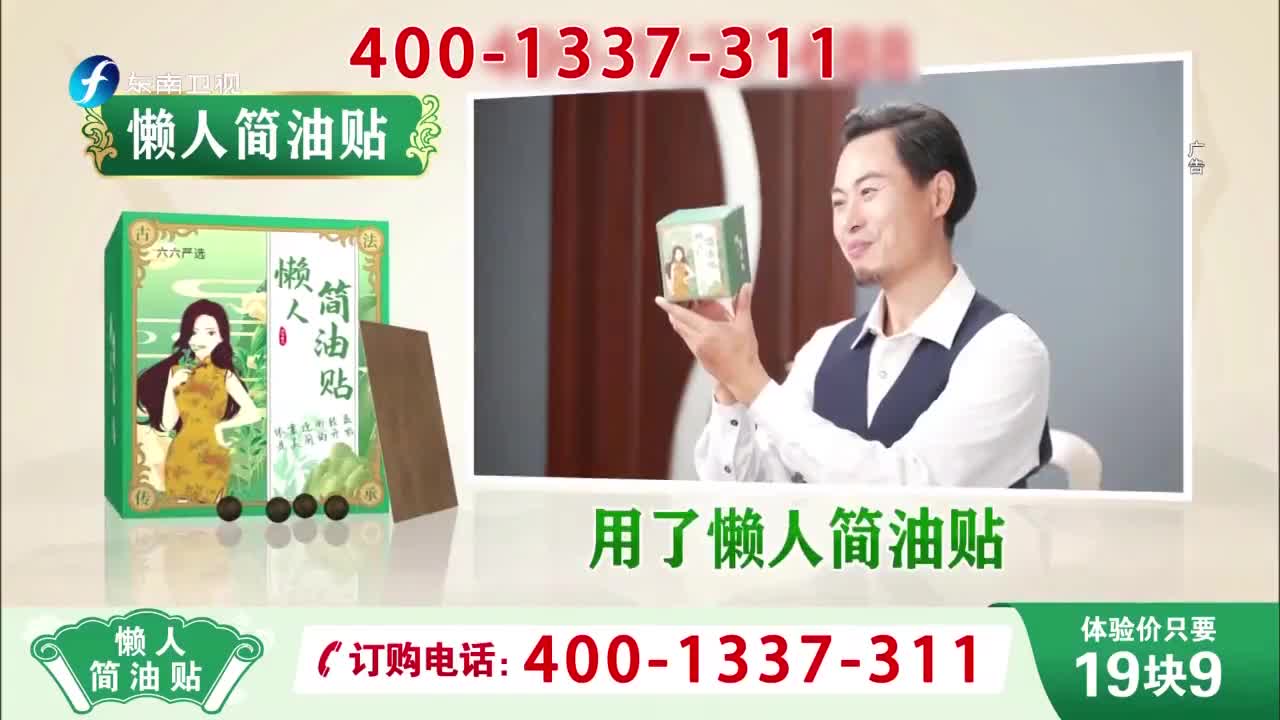 400-1337-311
东南卫视
懒人简油贴
广告
古
法
六六严选
懒人
简油贴
传
承
用了懒人简油贴
懒人
简油贴
订购电话:400-1337-311
体验价只要
19块9